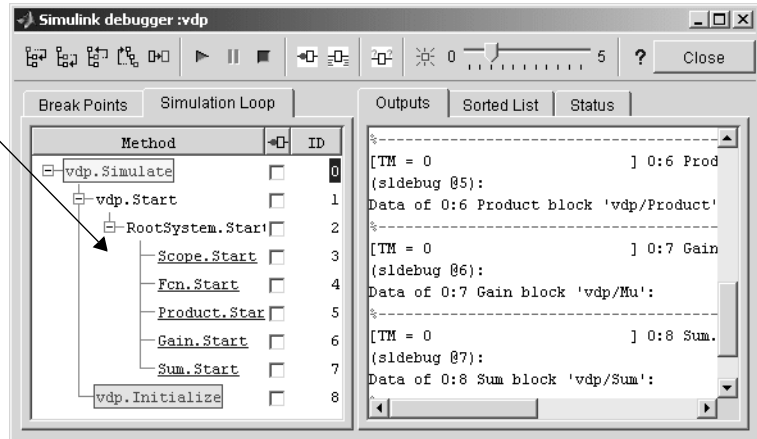 Simulink debugger :vdp
0 5 ? Close
Break Points Simulation Loop
Method ID
vdp.Simulate 0
vdp.Start 1
RootSystem.Start 2
Scope.Start 3
Fcn.Start 4
Product.Star 5
Gain.Start 6
Sum.Start 7
vdp.Initialize 8
Outputs Sorted List Status
%----------------------------------------
[TM = 0 ] 0:6 Prod
(sldebug @5):
Data of 0:6 Product block 'vdp/Product'
%----------------------------------------
[TM = 0 ] 0:7 Gain
(sldebug @6):
Data of 0:7 Gain block 'vdp/Mu':
%----------------------------------------
[TM = 0 ] 0:8 Sum.
(sldebug @7):
Data of 0:8 Sum block 'vdp/Sum':